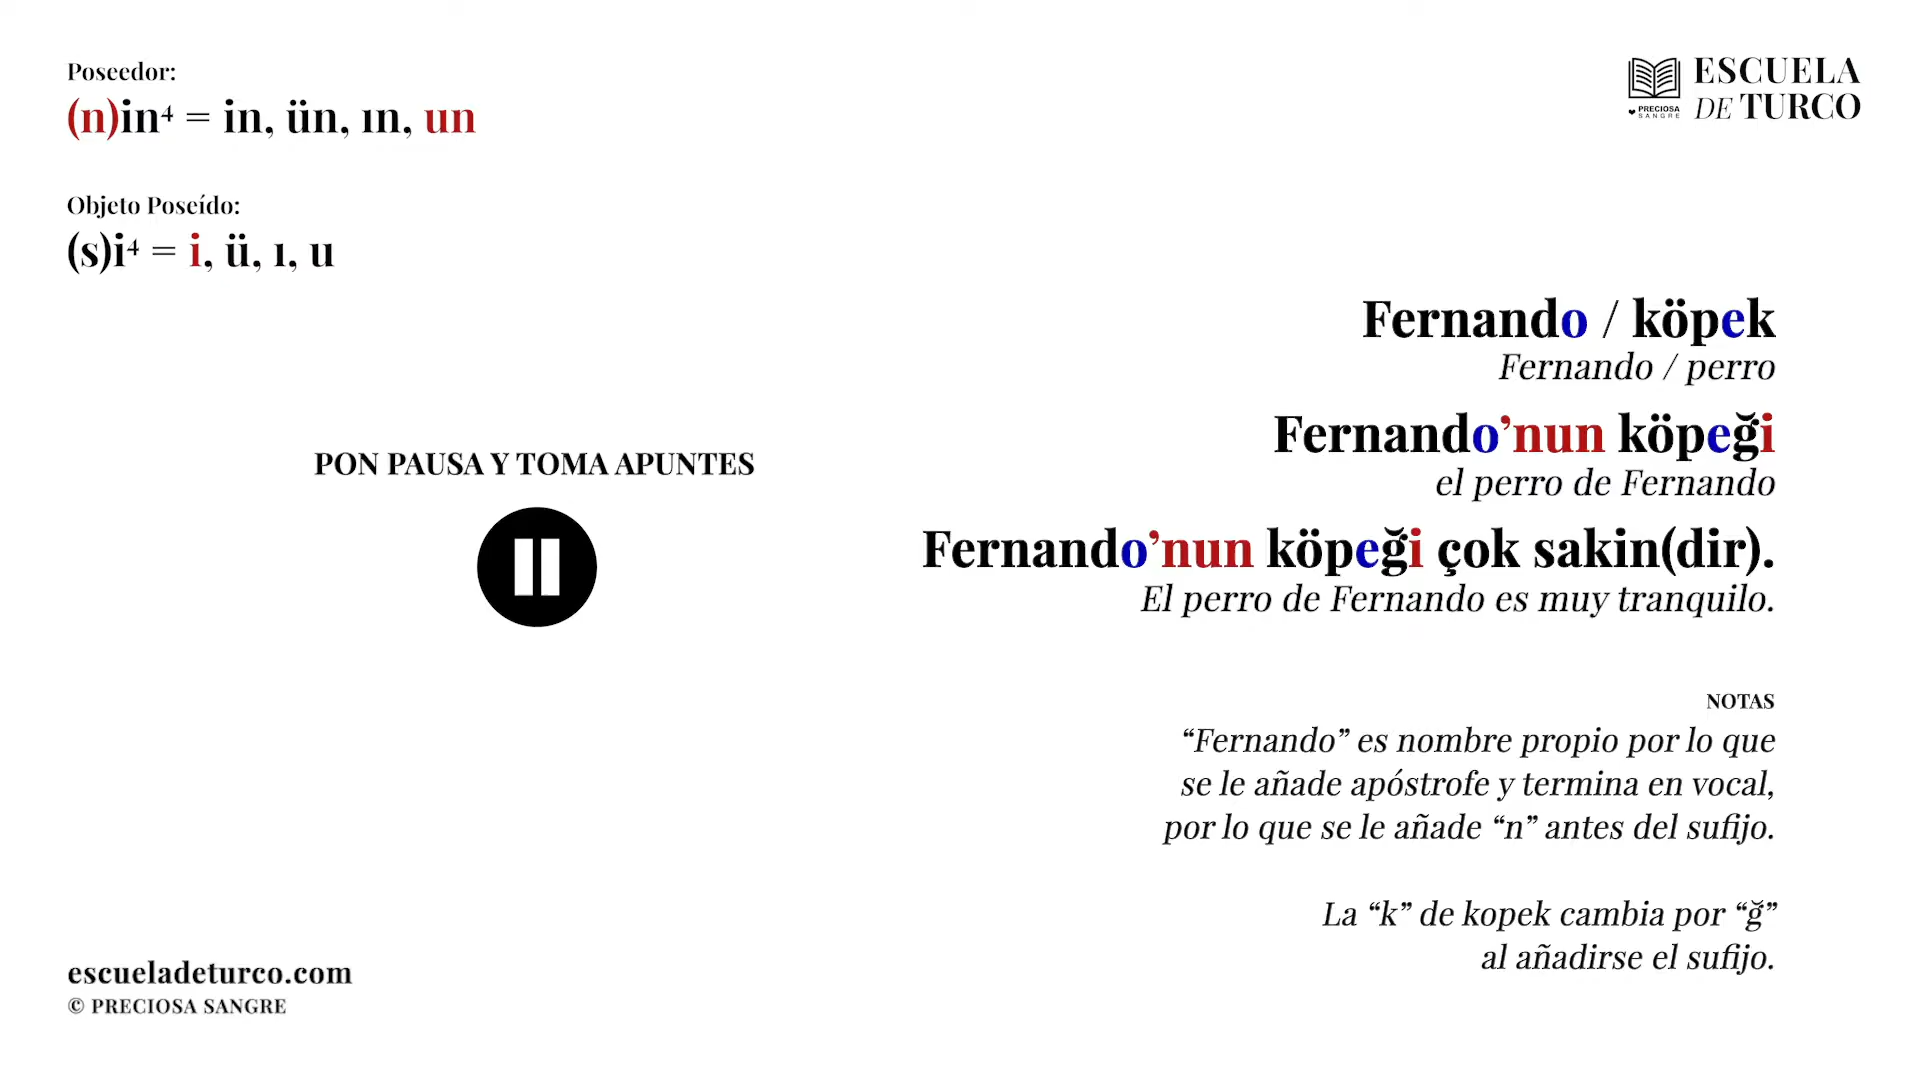 Poseedor:
(n)in⁴ = in, ün, ın, un
Objeto Poseído:
(s)i⁴ = i, ü, ı, u
PRECIOSA
SANGRE
ESCUELA
DE TURCO
PON PAUSA Y TOMA APUNTES
Fernando / köpek
Fernando / perro
Fernando’nun köpeği
el perro de Fernando
Fernando’nun köpeği çok sakin(dir).
El perro de Fernando es muy tranquilo.
NOTAS
“Fernando” es nombre propio por lo que
se le añade apóstrofe y termina en vocal,
por lo que se le añade “n” antes del sufijo.
La “k” de kopek cambia por “ğ”
al añadirse el sufijo.
escueladeturco.com
© PRECIOSA SANGRE